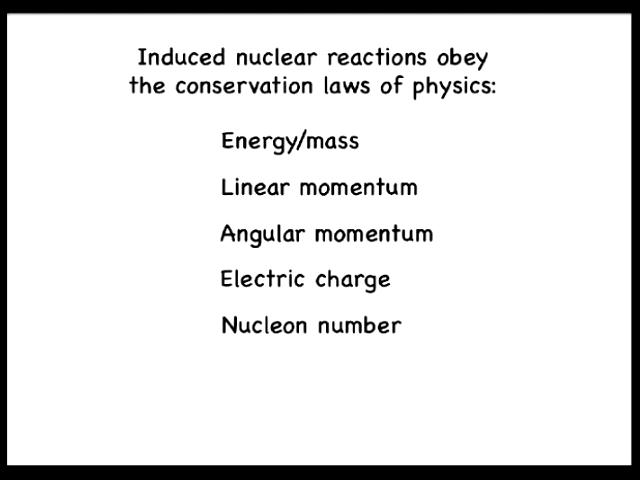 Induced nuclear reactions obey
the conservation laws of physics:
Energy/mass
Linear momentum
Angular momentum
Electric charge
Nucleon number